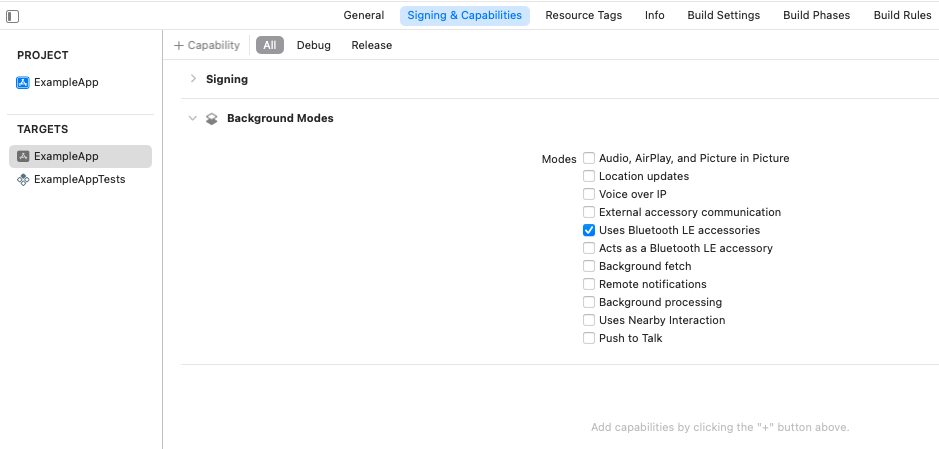 General Signing & Capabilities Resource Tags Info Build Settings Build Phases Build Rules
PROJECT
ExampleApp
TARGETS
ExampleApp
ExampleAppTests
+ Capability All Debug Release
Signing
Background Modes
Modes Audio, AirPlay, and Picture in Picture
Location updates
Voice over IP
External accessory communication
Uses Bluetooth LE accessories
Acts as a Bluetooth LE accessory
Background fetch
Remote notifications
Background processing
Uses Nearby Interaction
Push to Talk
Add capabilities by clicking the "+" button above.